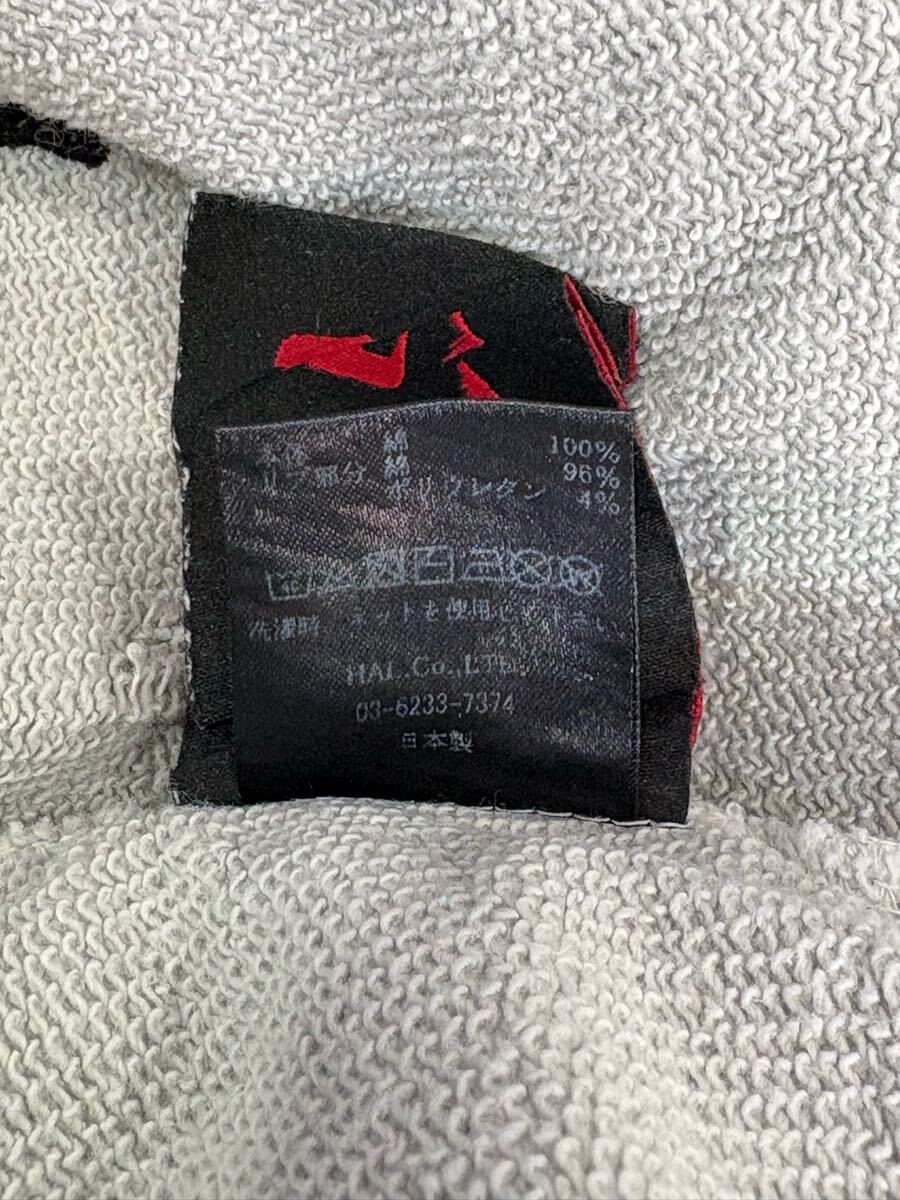 本体 綿 100%
リブ部分 綿 96%
ポリウレタン 4%
洗濯時 ネットを使用して下さい
HAL.Co.,LTD.
03-6233-7374
日本製